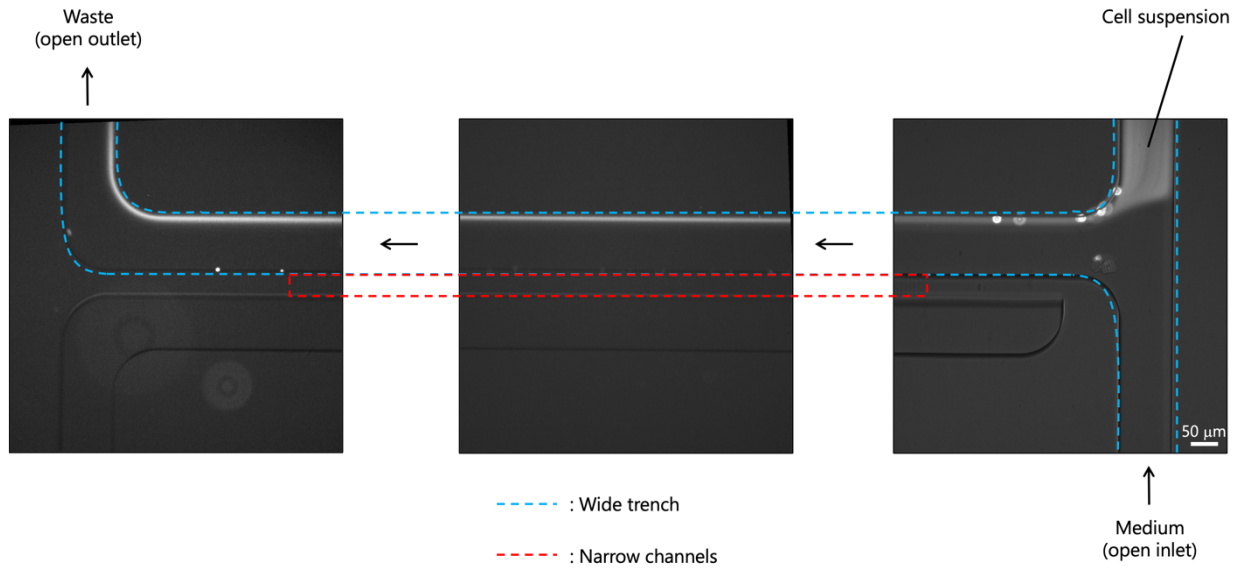 Waste
(open outlet)
Cell suspension
50 μm
Medium
(open inlet)
: Wide trench
: Narrow channels